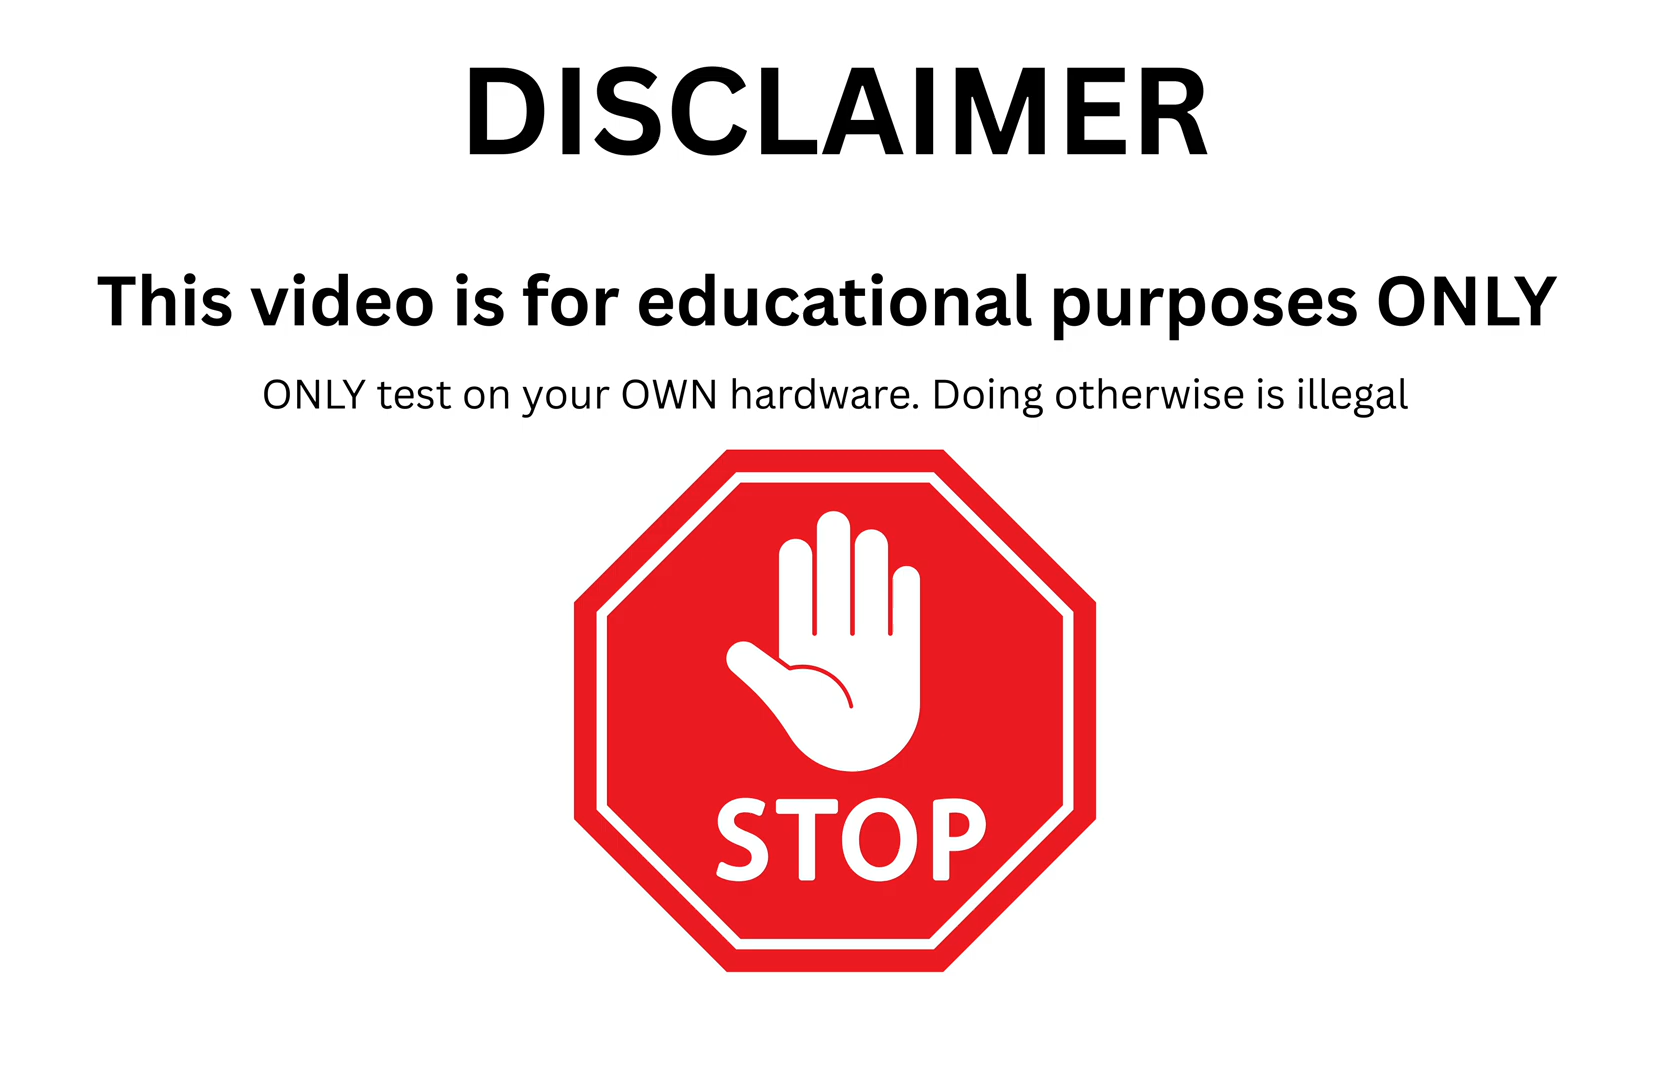 DISCLAIMER
This video is for educational purposes ONLY
ONLY test on your OWN hardware. Doing otherwise is illegal
STOP